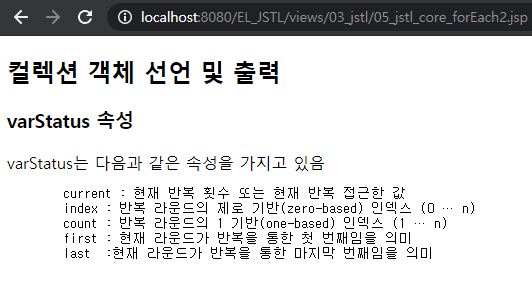 localhost:8080/EL_JSTL/views/03_jstl/05_jstl_core_forEach2.jsp
컬렉션 객체 선언 및 출력
varStatus 속성
varStatus는 다음과 같은 속성을 가지고 있음
current : 현재 반복 횟수 또는 현재 반복 접근한 값
index : 반복 라운드의 제로 기반(zero-based) 인덱스 (0 … n)
count : 반복 라운드의 1 기반(one-based) 인덱스 (1 … n)
first : 현재 라운드가 반복을 통한 첫 번째임을 의미
last :현재 라운드가 반복을 통한 마지막 번째임을 의미